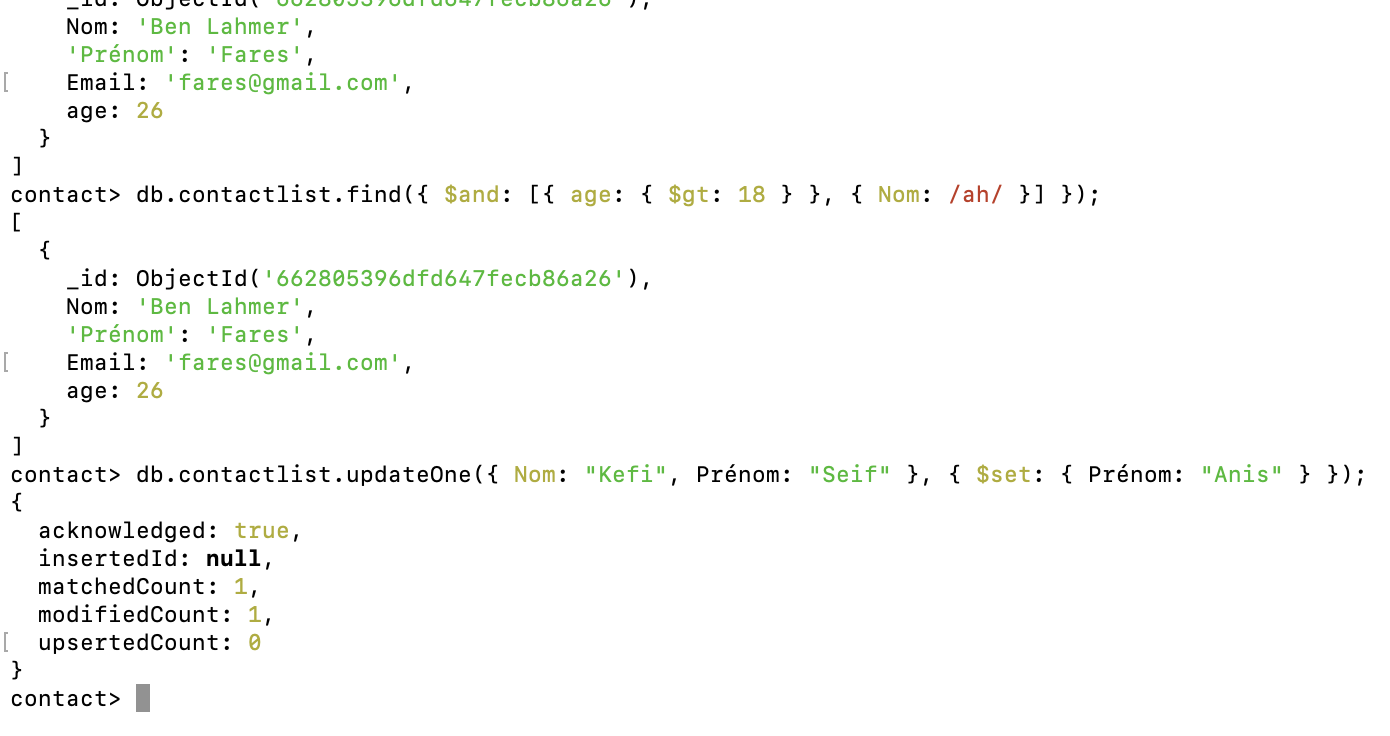 _id: ObjectId('662805396dfd647fecb86a26'),
Nom: 'Ben Lahmer',
'Prénom': 'Fares',
[ Email: 'fares@gmail.com',
age: 26
}
]
contact> db.contactlist.find({ $and: [{ age: { $gt: 18 } }, { Nom: /ah/ }] });
[
{
_id: ObjectId('662805396dfd647fecb86a26'),
Nom: 'Ben Lahmer',
'Prénom': 'Fares',
[ Email: 'fares@gmail.com',
age: 26
}
]
contact> db.contactlist.updateOne({ Nom: "Kefi", Prénom: "Seif" }, { $set: { Prénom: "Anis" } });
{
acknowledged: true,
insertedId: null,
matchedCount: 1,
modifiedCount: 1,
[ upsertedCount: 0
}
contact>